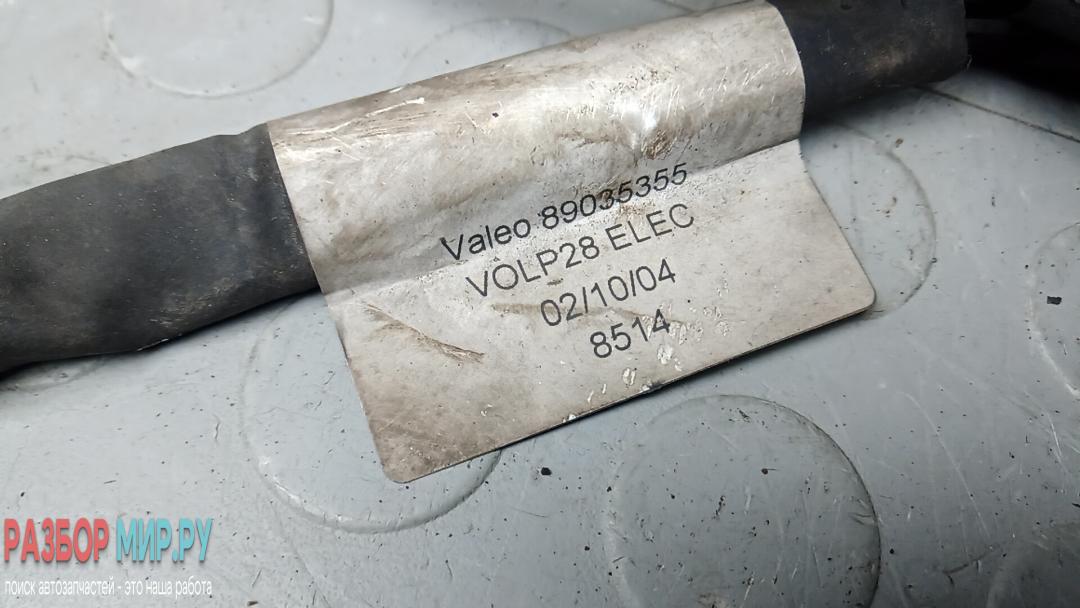 Valeo 89035355
VOLP28 ELEC
02/10/04
8514
РАЗБОР МИР.РУ
поиск автозапчастей - это наша работа